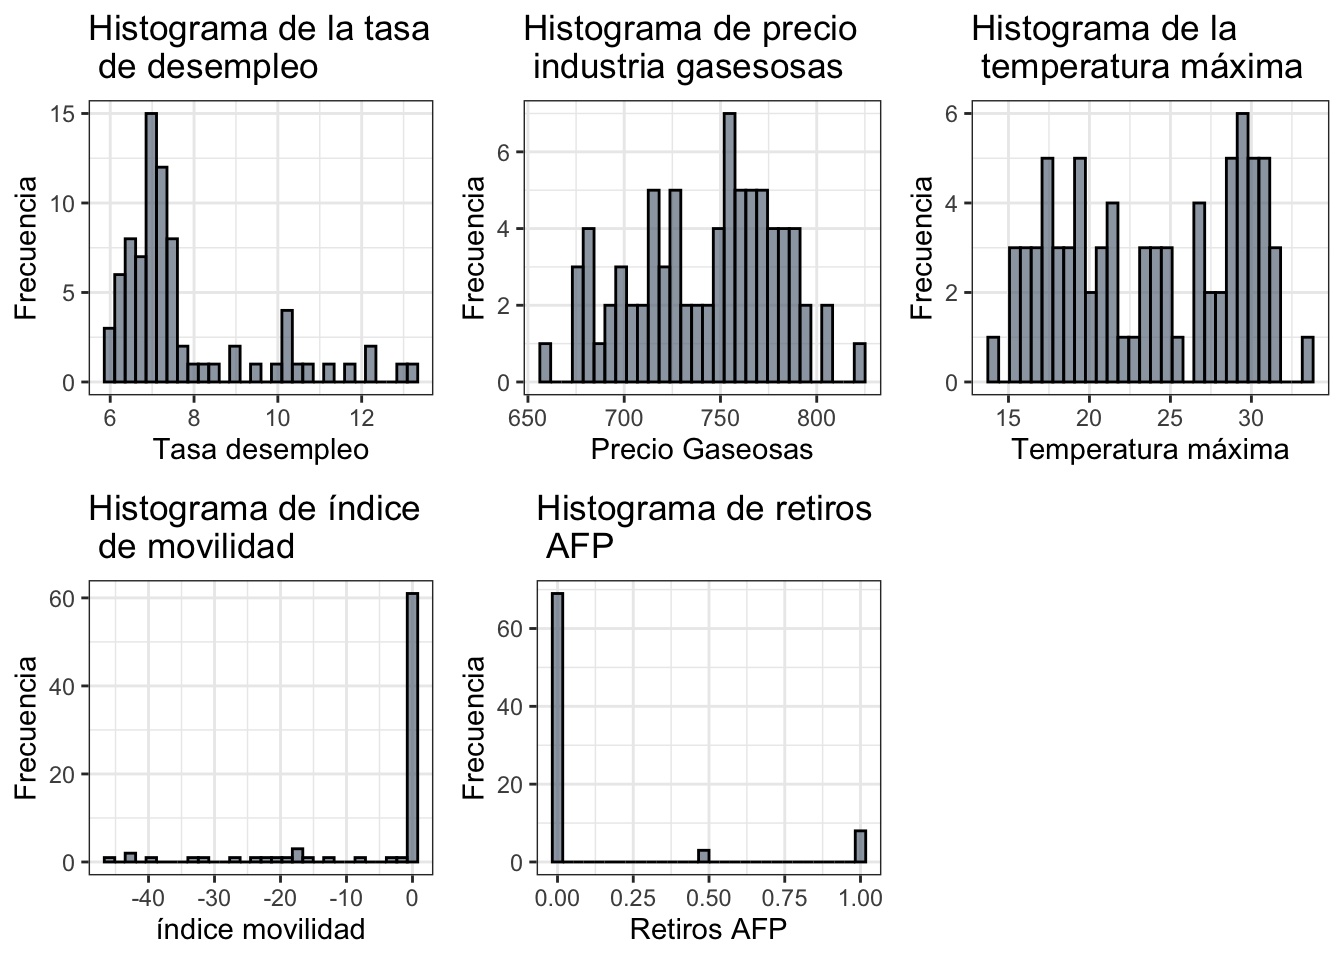 Histograma de la tasa
de desempleo
Frecuencia
15
10
5
0
6 8 10 12
Tasa desempleo
Histograma de precio
industria gasesosas
Frecuencia
6
4
2
0
650 700 750 800
Precio Gaseosas
Histograma de la
temperatura máxima
Frecuencia
6
4
2
0
15 20 25 30
Temperatura máxima
Histograma de índice
de movilidad
Frecuencia
60
40
20
0
-40 -30 -20 -10 0
índice movilidad
Histograma de retiros
AFP
Frecuencia
60
40
20
0
0.00 0.25 0.50 0.75 1.00
Retiros AFP